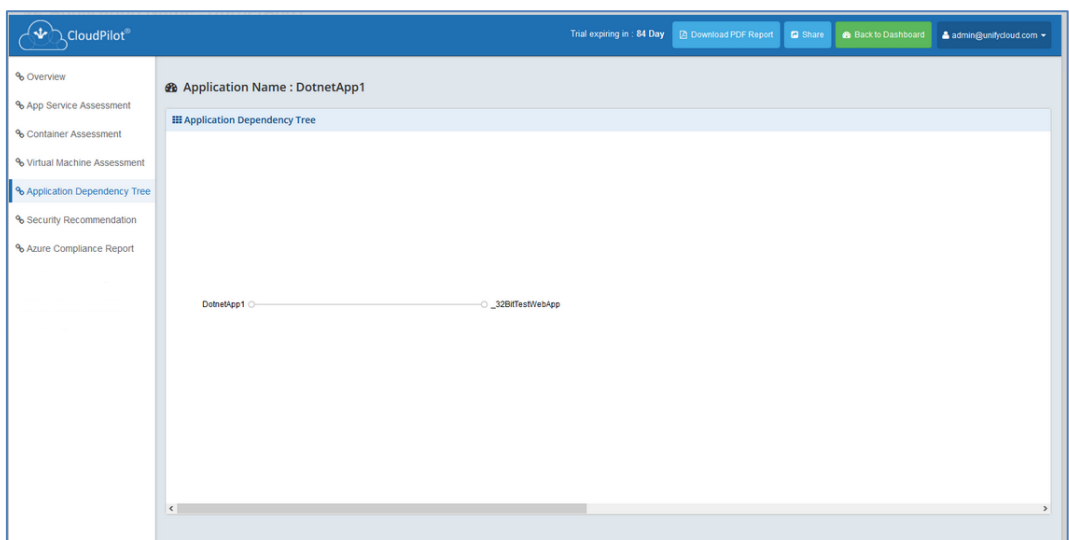 CloudPilot®
Trial expiring in : 84 Day
Download PDF Report
Share
Back to Dashboard
admin@unifycloud.com
Overview
App Service Assessment
Container Assessment
Virtual Machine Assessment
Application Dependency Tree
Security Recommendation
Azure Compliance Report
Application Name : DotnetApp1
Application Dependency Tree
DotnetApp1
_32BitTestWebApp